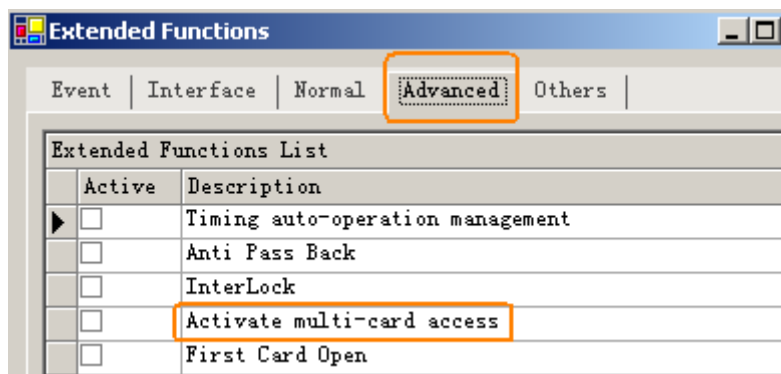 Extended Functions
Event | Interface | Normal | Advanced | Others |
Extended Functions List
Active Description
Timing auto-operation management
Anti Pass Back
InterLock
Activate multi-card access
First Card Open